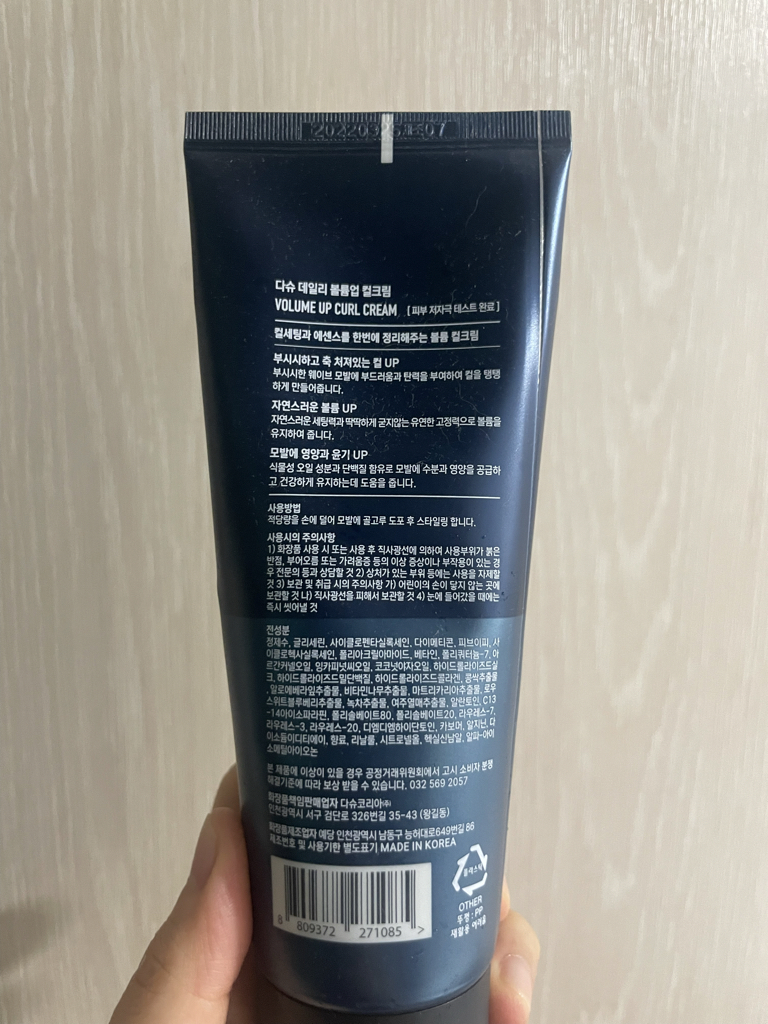 20220925제조07
다슈 데일리 볼륨업 컬크림
VOLUME UP CURL CREAM [피부 저자극 테스트 완료]
컬세팅과 에센스를 한번에 정리해주는 볼륨 컬크림
부시시하고 축 처져있는 컬 UP
부시시한 웨이브 모발에 부드러움과 탄력을 부여하여 컬을 탱탱
하게 만들어줍니다.
자연스러운 볼륨 UP
자연스러운 세팅력과 딱딱하게 굳지않는 유연한 고정력으로 볼륨을
유지하여 줍니다.
모발에 영양과 윤기 UP
식물성 오일 성분과 단백질 함유로 모발에 수분과 영양을 공급하
고 건강하게 유지하는데 도움을 줍니다.
사용방법
적당량을 손에 덜어 모발에 골고루 도포 후 스타일링 합니다.
사용시의 주의사항
1) 화장품 사용 시 또는 사용 후 직사광선에 의하여 사용부위가 붉은
반점, 부어오름 또는 가려움증 등의 이상 증상이나 부작용이 있는 경
우 전문의 등과 상담할 것 2) 상처가 있는 부위 등에는 사용을 자제할
것 3) 보관 및 취급 시의 주의사항 가) 어린이의 손이 닿지 않는 곳에
보관할 것 나) 직사광선을 피해서 보관할 것 4) 눈에 들어갔을 때에는
즉시 씻어낼 것
전성분
정제수, 글리세린, 사이클로펜타실록세인, 다이메티콘, 피브이피, 사
이클로헥사실록세인, 폴리아크릴아마이드, 베타인, 폴리쿼터늄-7, 아
르간커넬오일, 잉카피넛씨오일, 코코넛야자오일, 하이드롤라이즈드실
크, 하이드롤라이즈드밀단백질, 하이드롤라이즈드콜라겐, 콩싹추출물
, 알로에베라잎추출물, 비타민나무추출물, 마트리카리아추출물, 로우
스위트블루베리추출물, 녹차추출물, 여주열매추출물, 알란토인, C13
-14아이소파라핀, 폴리솔베이트80, 폴리솔베이트20, 라우레스-7,
라우레스-3, 라우레스-20, 디엠디엠하이단토인, 카보머, 알지닌, 다
이소듐이디티에이, 향료, 리날룰, 시트로넬올, 헥실신남알, 알파-아이
소메틸아이오논
본 제품에 이상이 있을 경우 공정거래위원회에서 고시 소비자 분쟁
해결기준에 따라 보상 받을 수 있습니다. 032 569 2057
화장품책임판매업자 다슈코리아㈜
인천광역시 서구 검단로 326번길 35-43 (왕길동)
화장품제조업자 예당 인천광역시 남동구 능허대로649번길 86
제조번호 및 사용기한 별도표기 MADE IN KOREA
플라스틱
OTHER
뚜껑 : PP
재활용 어려움
8 809372 271085 >